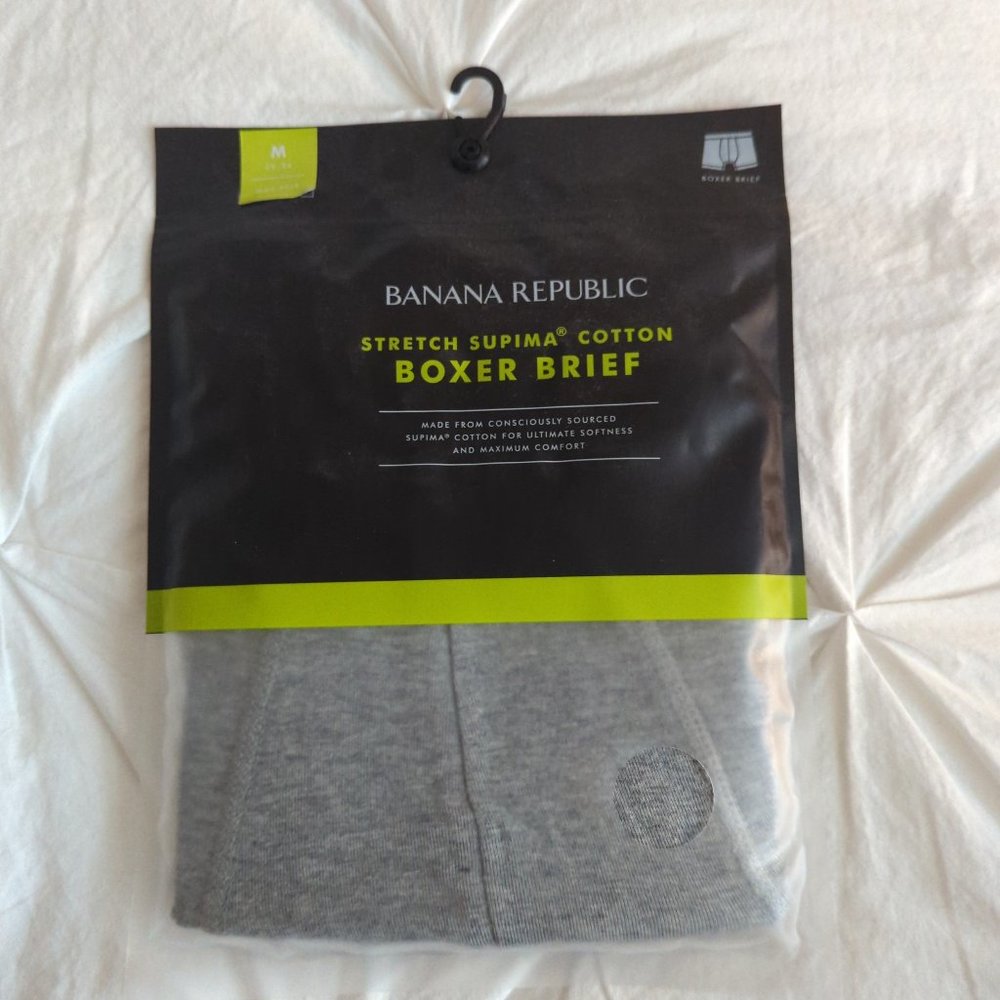 M
BOXER BRIEF
BANANA REPUBLIC
STRETCH SUPIMA® COTTON
BOXER BRIEF
MADE FROM CONSCIOUSLY SOURCED
SUPIMA® COTTON FOR ULTIMATE SOFTNESS
AND MAXIMUM COMFORT